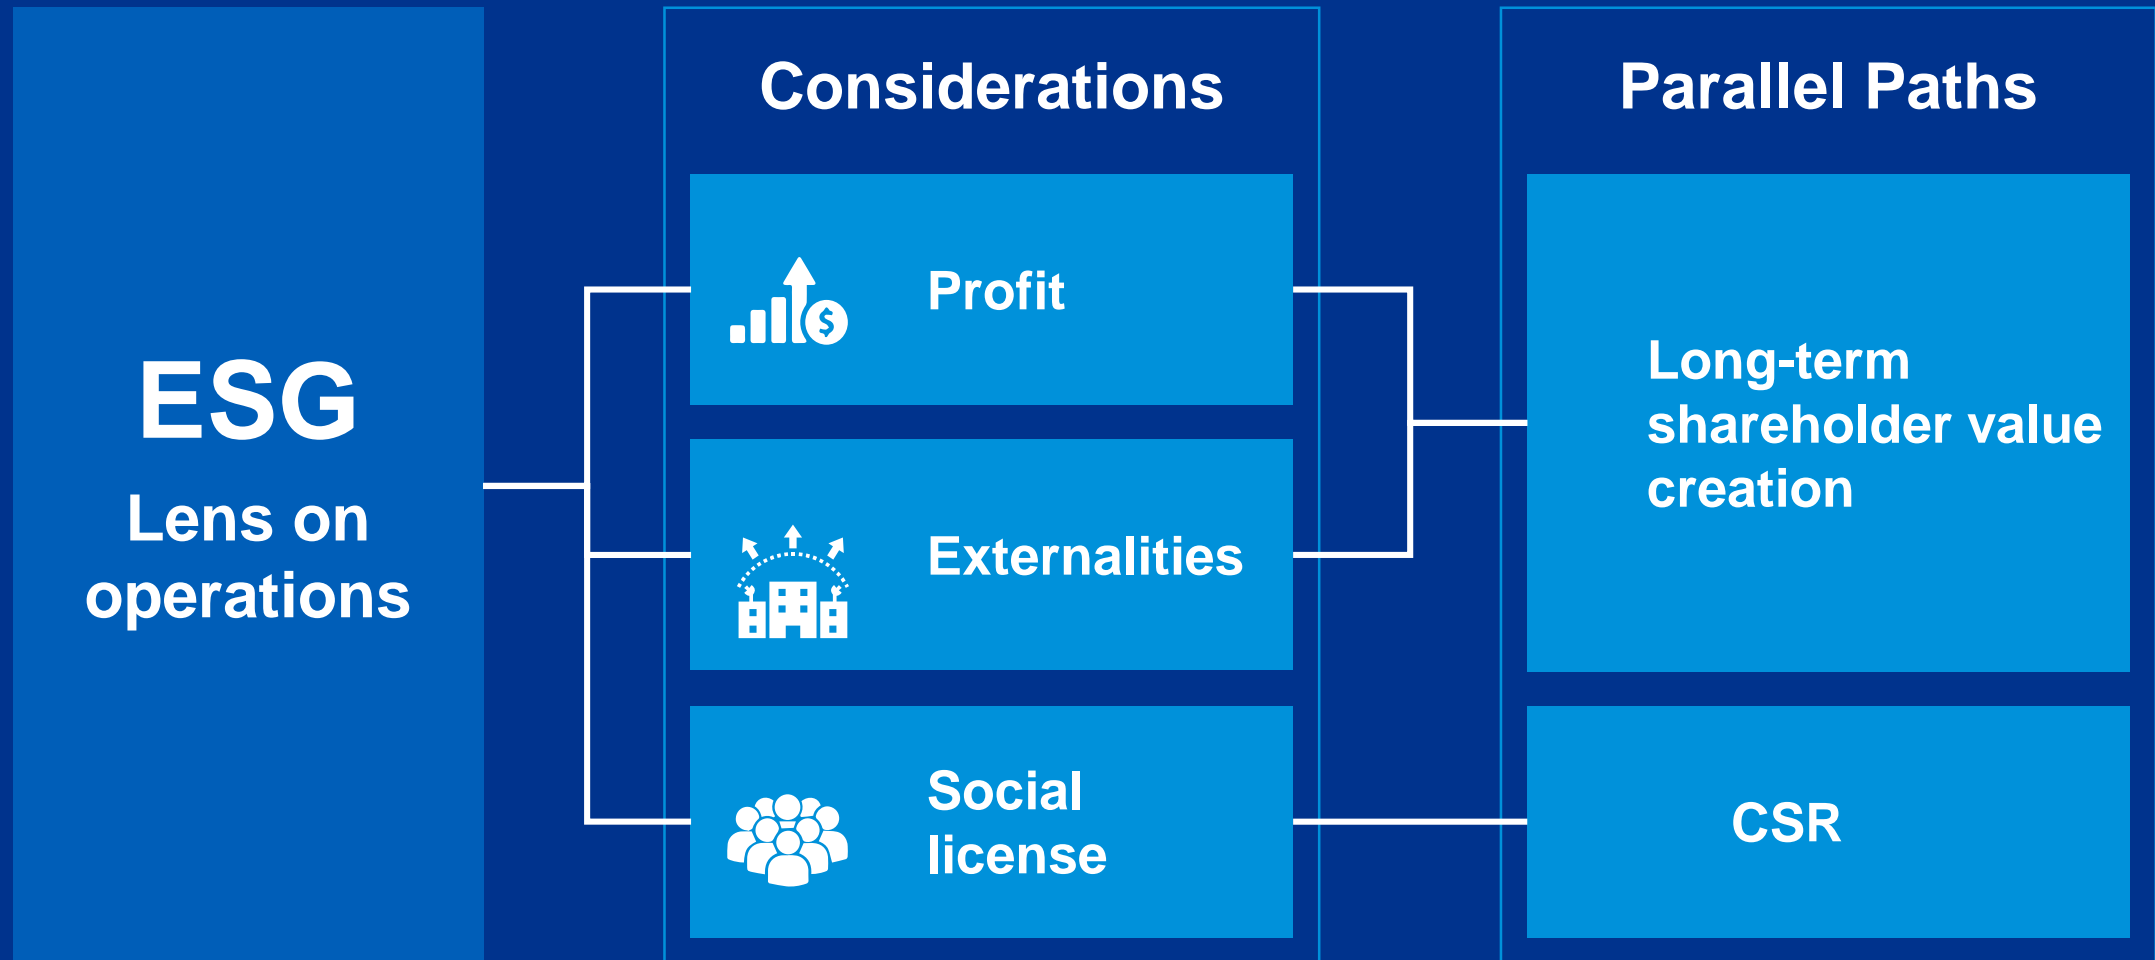 ESG
Lens on
operations
Considerations
Profit
$
Externalities
Social
license
Parallel Paths
Long-term
shareholder value
creation
CSR